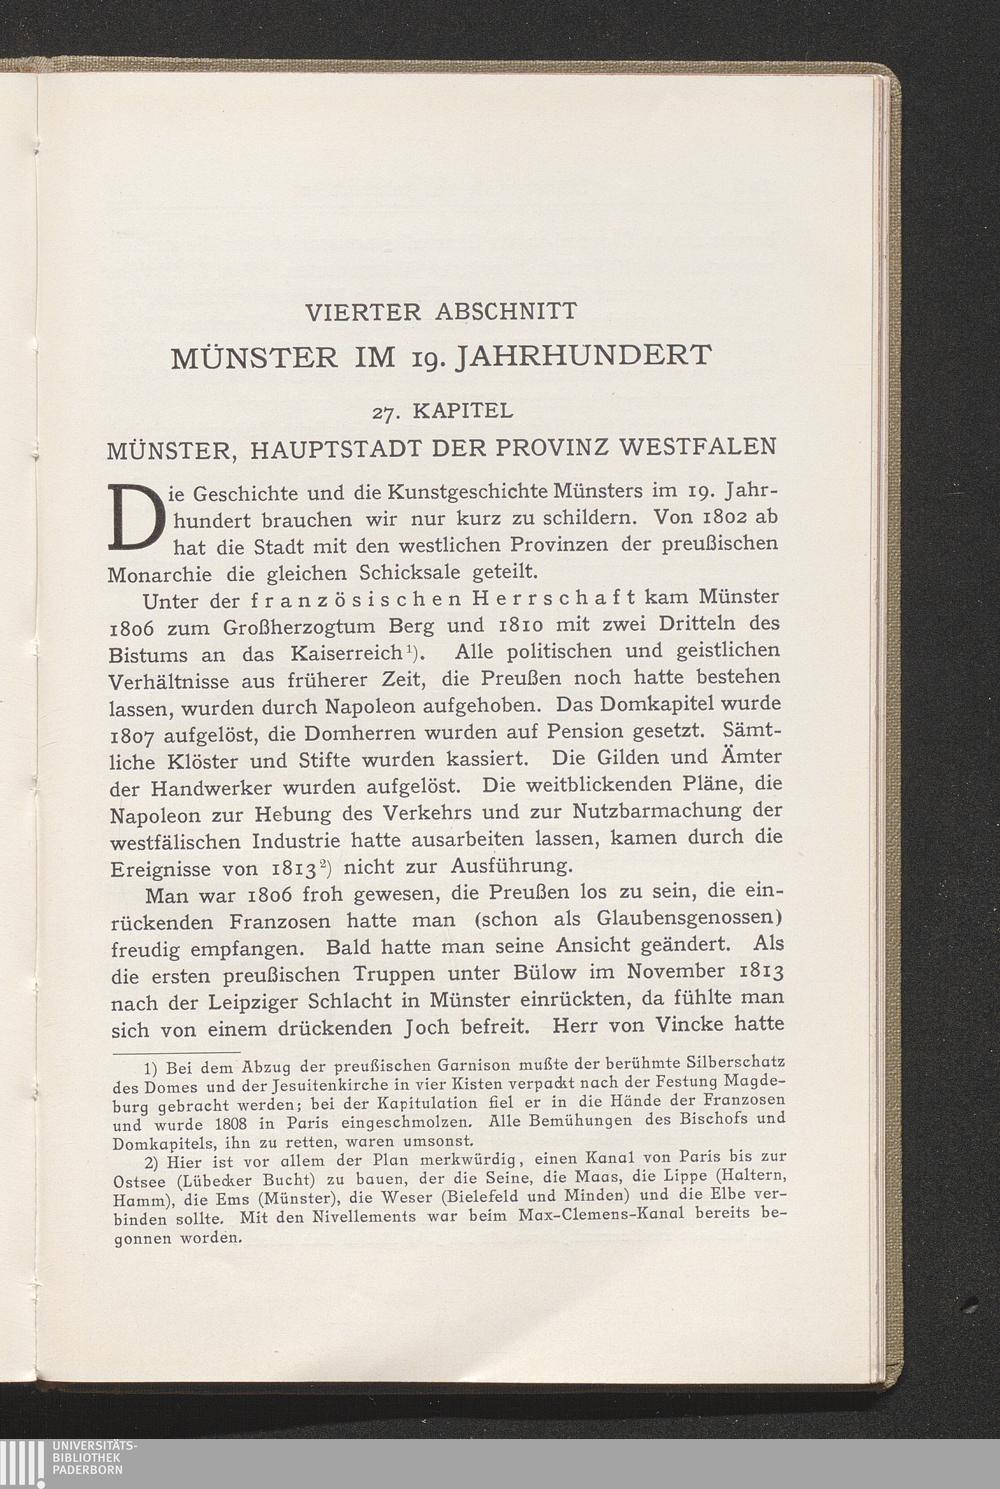 VIERTER ABSCHNITT
MÜNSTER IM 19. JAHRHUNDERT
27. KAPITEL
MÜNSTER, HAUPTSTADT DER PROVINZ WESTFALEN
Die Geschichte und die Kunstgeschichte Münsters im 19. Jahr-
hundert brauchen wir nur kurz zu schildern. Von 1802 ab
hat die Stadt mit den westlichen Provinzen der preußischen
Monarchie die gleichen Schicksale geteilt.
Unter der französischen Herrschaft kam Münster
1806 zum Großherzogtum Berg und 1810 mit zwei Dritteln des
Bistums an das Kaiserreich¹). Alle politischen und geistlichen
Verhältnisse aus früherer Zeit, die Preußen noch hatte bestehen
lassen, wurden durch Napoleon aufgehoben. Das Domkapitel wurde
1807 aufgelöst, die Domherren wurden auf Pension gesetzt. Sämt-
liche Klöster und Stifte wurden kassiert. Die Gilden und Ämter
der Handwerker wurden aufgelöst. Die weitblickenden Pläne, die
Napoleon zur Hebung des Verkehrs und zur Nutzbarmachung der
westfälischen Industrie hatte ausarbeiten lassen, kamen durch die
Ereignisse von 1813²) nicht zur Ausführung.
Man war 1806 froh gewesen, die Preußen los zu sein, die ein-
rückenden Franzosen hatte man (schon als Glaubensgenossen)
freudig empfangen. Bald hatte man seine Ansicht geändert. Als
die ersten preußischen Truppen unter Bülow im November 1813
nach der Leipziger Schlacht in Münster einrückten, da fühlte man
sich von einem drückenden Joch befreit. Herr von Vincke hatte
1) Bei dem Abzug der preußischen Garnison mußte der berühmte Silberschatz
des Domes und der Jesuitenkirche in vier Kisten verpackt nach der Festung Magde-
burg gebracht werden; bei der Kapitulation fiel er in die Hände der Franzosen
und wurde 1808 in Paris eingeschmolzen. Alle Bemühungen des Bischofs und
Domkapitels, ihn zu retten, waren umsonst.
2) Hier ist vor allem der Plan merkwürdig, einen Kanal von Paris bis zur
Ostsee (Lübecker Bucht) zu bauen, der die Seine, die Maas, die Lippe (Haltern,
Hamm), die Ems (Münster), die Weser (Bielefeld und Minden) und die Elbe ver-
binden sollte. Mit den Nivellements war beim Max-Clemens-Kanal bereits be-
gonnen worden.
UNIVERSITÄTS-
BIBLIOTHEK
PADERBORN